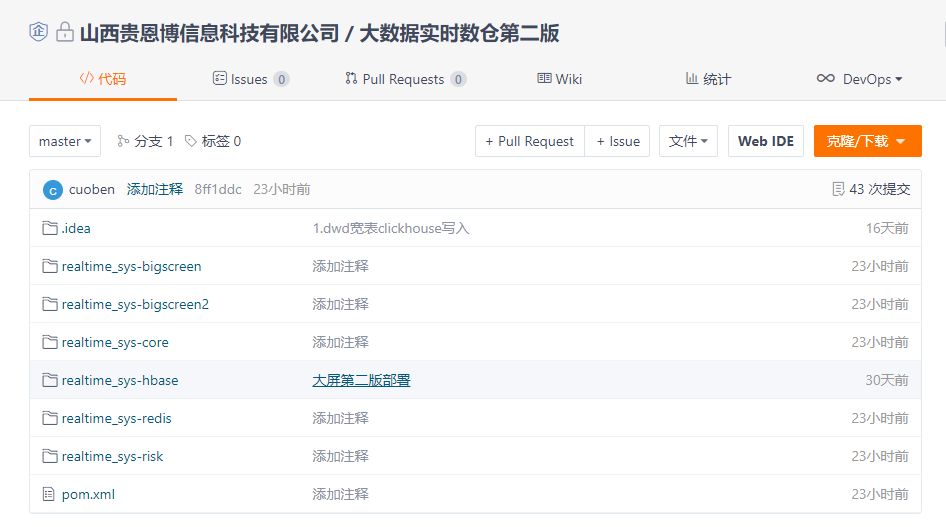 企 山西贵恩博信息科技有限公司 / 大数据实时数仓第二版
代码 Issues 0 Pull Requests 0 Wiki 统计 DevOps
master 分支 1 标签 0 + Pull Request + Issue 文件 Web IDE 克隆/下载
c cuoben 添加注释 8ff1ddc 23小时前 43 次提交
.idea 1.dwd宽表clickhouse写入 16天前
realtime_sys-bigscreen 添加注释 23小时前
realtime_sys-bigscreen2 添加注释 23小时前
realtime_sys-core 添加注释 23小时前
realtime_sys-hbase 大屏第二版部署 30天前
realtime_sys-redis 添加注释 23小时前
realtime_sys-risk 添加注释 23小时前
pom.xml 添加注释 23小时前